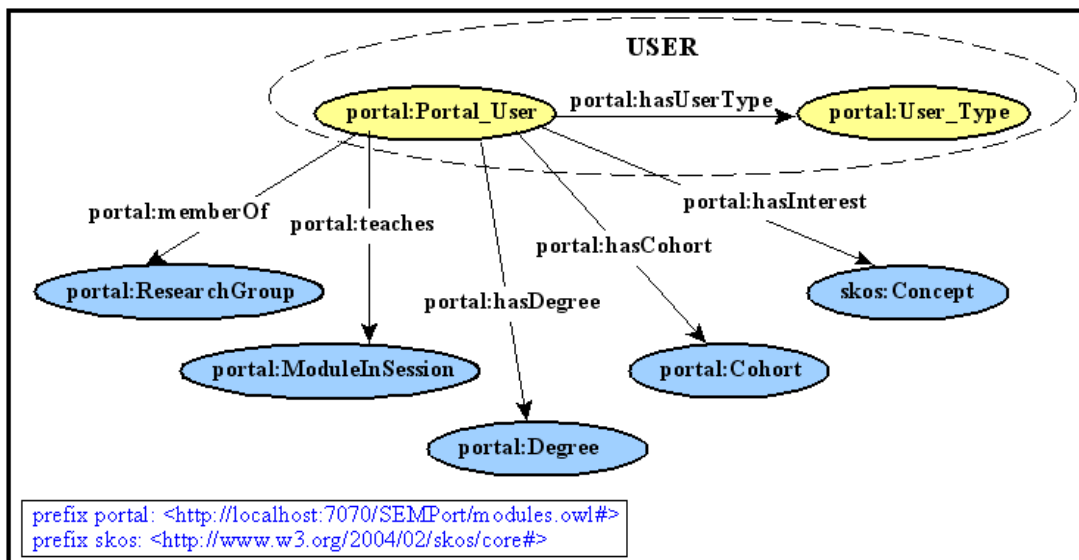 USER
portal:Portal_User
portal:hasUserType
portal:User_Type
portal:memberOf
portal:teaches
portal:hasInterest
portal:hasCohort
portal:ResearchGroup
portal:hasDegree
skos:Concept
portal:ModuleInSession
portal:Cohort
portal:Degree
prefix portal: <http://localhost:7070/SEMPort/modules.owl#>
prefix skos: <http://www.w3.org/2004/02/skos/core#>